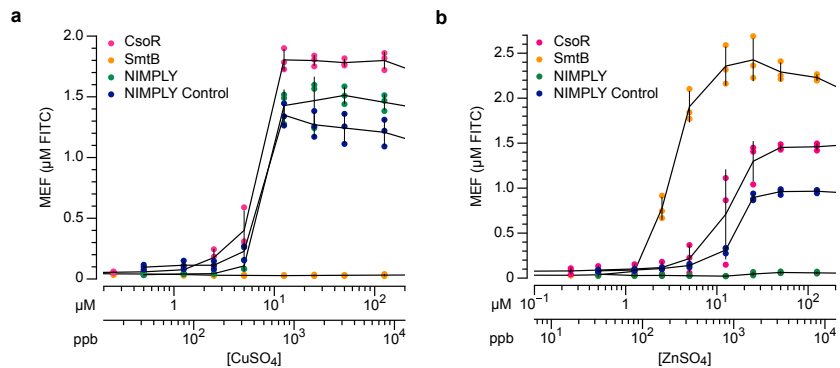 a
CsoR
SmtB
NIMPLY
NIMPLY Control
MEF (µM FITC)
2.0
1.5
1.0
0.5
0
µM
1
10¹
10²
ppb
10²
10³
10⁴
[CuSO₄]
b
CsoR
SmtB
NIMPLY
NIMPLY Control
MEF (µM FITC)
2.5
2.0
1.5
1.0
0.5
0
µM
10⁻¹
1
10¹
10²
ppb
10¹
10²
10³
10⁴
[ZnSO₄]